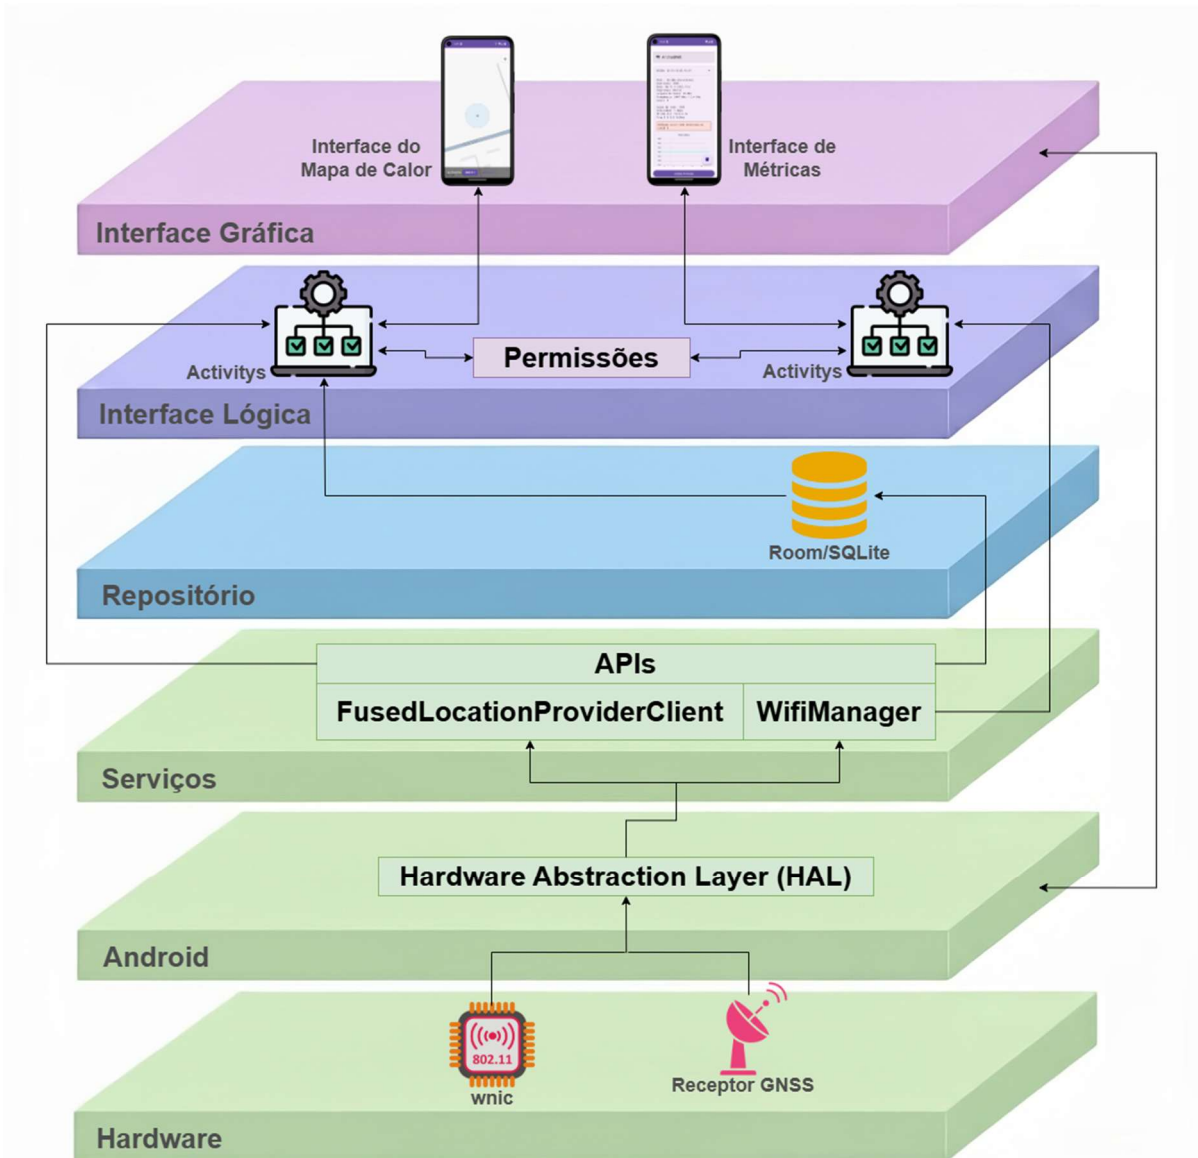 Interface do
Mapa de Calor
Interface de
Métricas
Interface Gráfica
Permissões
Activitys
Activitys
Interface Lógica
Room/SQLite
Repositório
APIs
FusedLocationProviderClient
WifiManager
Serviços
Hardware Abstraction Layer (HAL)
Android
802.11
wnic
Receptor GNSS
Hardware